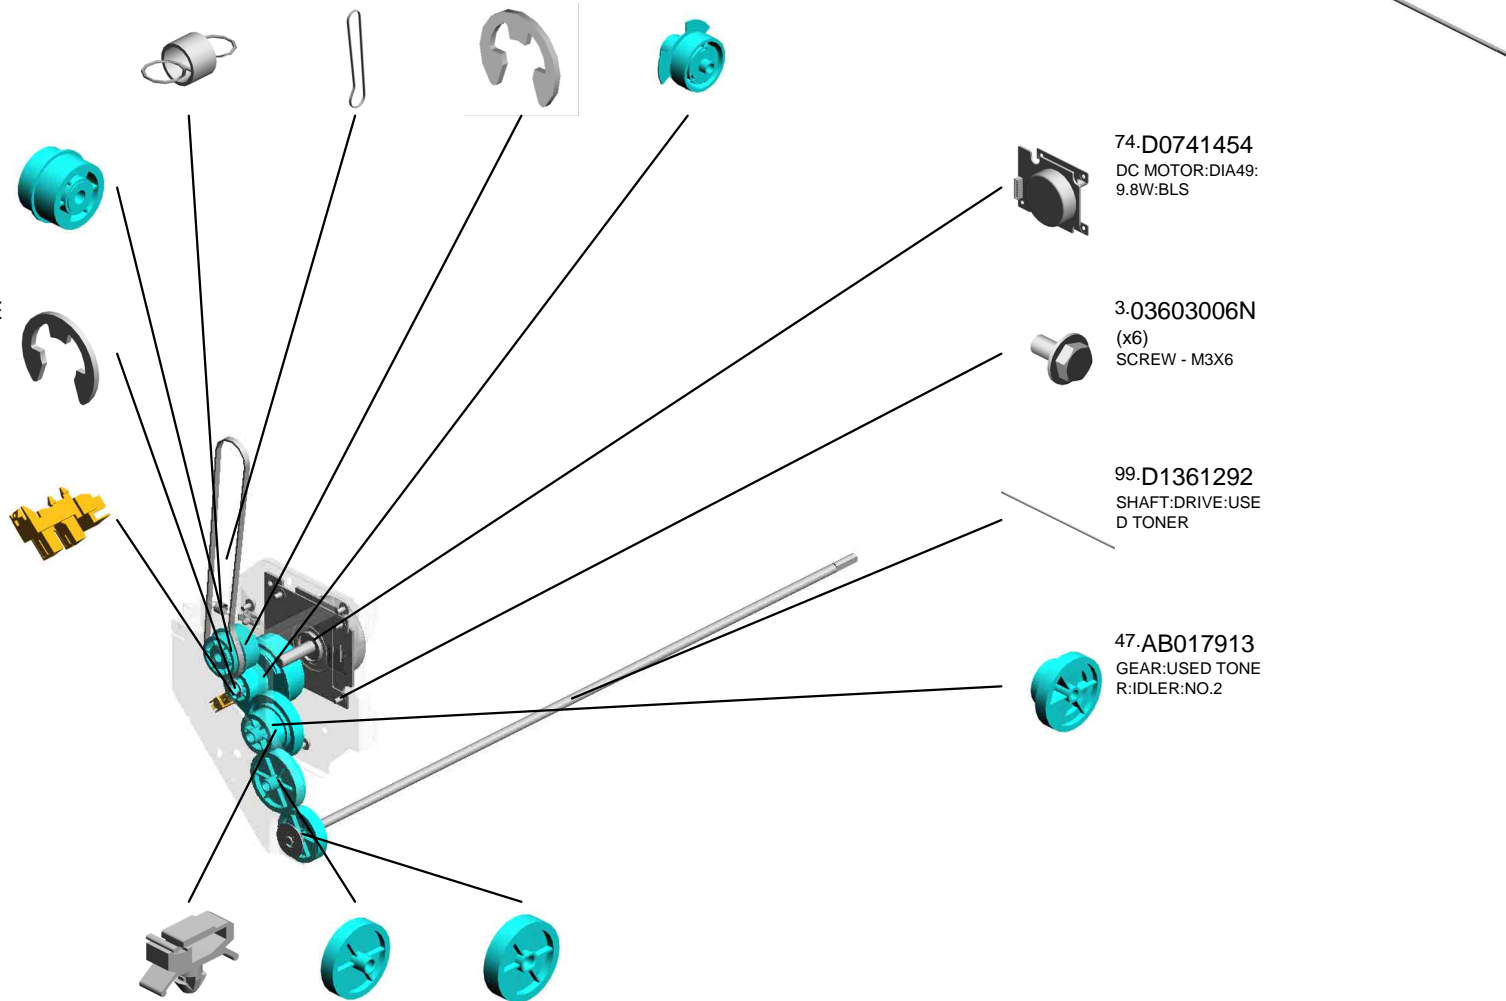 74.D0741454
DC MOTOR:DIA49:
9.8W:BLS
3.03603006N
(x6)
SCREW - M3X6
99.D1361292
SHAFT:DRIVE:USE
D TONER
47.AB017913
GEAR:USED TONE
R:IDLER:NO.2